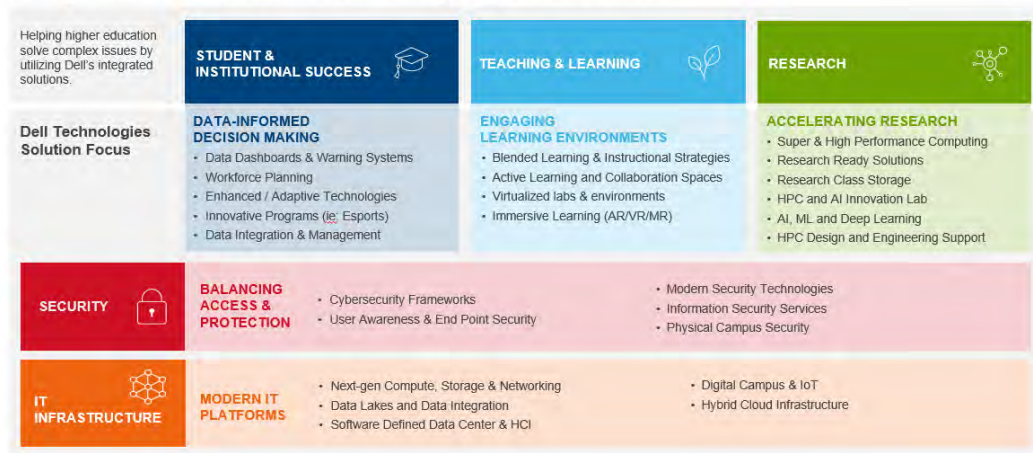 Helping higher education
solve complex issues by
utilizing Dell's integrated
solutions.
STUDENT &
INSTITUTIONAL SUCCESS
TEACHING & LEARNING
RESEARCH
Dell Technologies
Solution Focus
DATA-INFORMED
DECISION MAKING
• Data Dashboards & Warning Systems
• Workforce Planning
• Enhanced / Adaptive Technologies
• Innovative Programs (ie: Esports)
• Data Integration & Management
ENGAGING
LEARNING ENVIRONMENTS
• Blended Learning & Instructional Strategies
• Active Learning and Collaboration Spaces
• Virtualized labs & environments
• Immersive Learning (AR/VR/MR)
ACCELERATING RESEARCH
• Super & High Performance Computing
• Research Ready Solutions
• Research Class Storage
• HPC and AI Innovation Lab
• AI, ML and Deep Learning
• HPC Design and Engineering Support
SECURITY
BALANCING
ACCESS &
PROTECTION
• Cybersecurity Frameworks
• User Awareness & End Point Security
• Modern Security Technologies
• Information Security Services
• Physical Campus Security
IT
INFRASTRUCTURE
MODERN IT
PLATFORMS
• Next-gen Compute, Storage & Networking
• Data Lakes and Data Integration
• Software Defined Data Center & HCI
• Digital Campus & IoT
• Hybrid Cloud Infrastructure